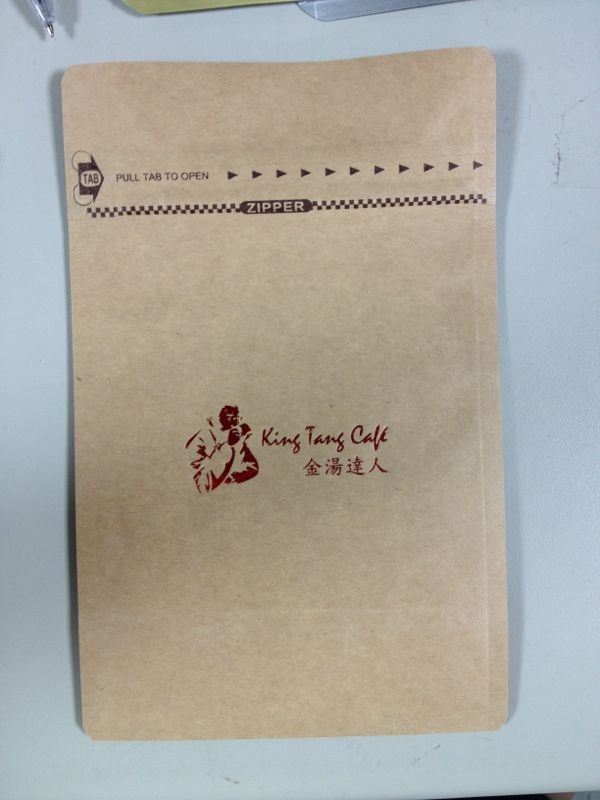 TAB
PULL TAB TO OPEN
ZIPPER
King Tang Café
金湯達人